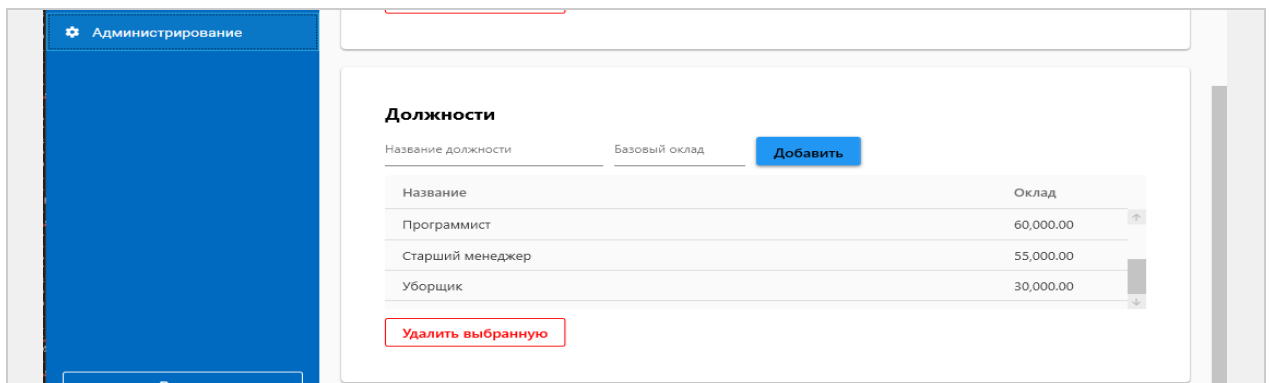 Администрирование
Должности
Название должности Базовый оклад Добавить
Название Оклад
Программист 60,000.00
Старший менеджер 55,000.00
Уборщик 30,000.00
Удалить выбранную